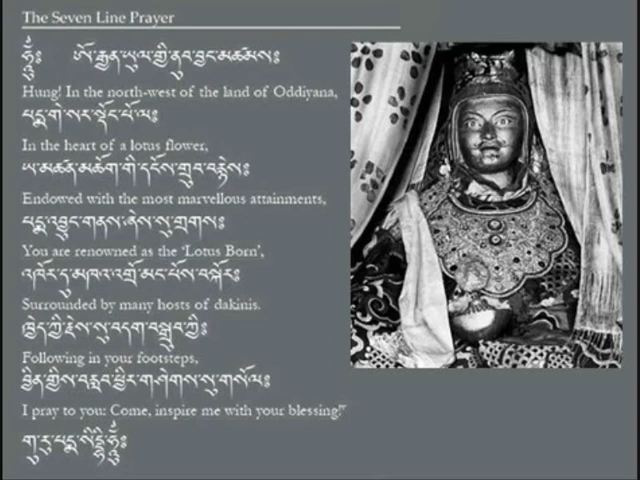 The Seven Line Prayer
ཧཱུྃ༔ ཨོ་རྒྱན་ཡུལ་གྱི་ནུབ་བྱང་མཚམས༔
Hung! In the north-west of the land of Oddiyana,
པདྨ་གེ་སར་སྡོང་པོ་ལ༔
In the heart of a lotus flower,
ཡ་མཚན་མཆོག་གི་དངོས་གྲུབ་བརྙེས༔
Endowed with the most marvellous attainments,
པདྨ་འབྱུང་གནས་ཞེས་སུ་གྲགས༔
You are renowned as the ‘Lotus Born’,
འཁོར་དུ་མཁའ་འགྲོ་མང་པོས་བསྐོར༔
Surrounded by many hosts of dakinis.
ཁྱེད་ཀྱི་རྗེས་སུ་བདག་བསྒྲུབ་ཀྱི༔
Following in your footsteps,
བྱིན་གྱིས་བརླབ་ཕྱིར་གཤེགས་སུ་གསོལ༔
I pray to you: Come, inspire me with your blessing!”
གུ་རུ་པདྨ་སིདྡྷི་ཧཱུྃ༔